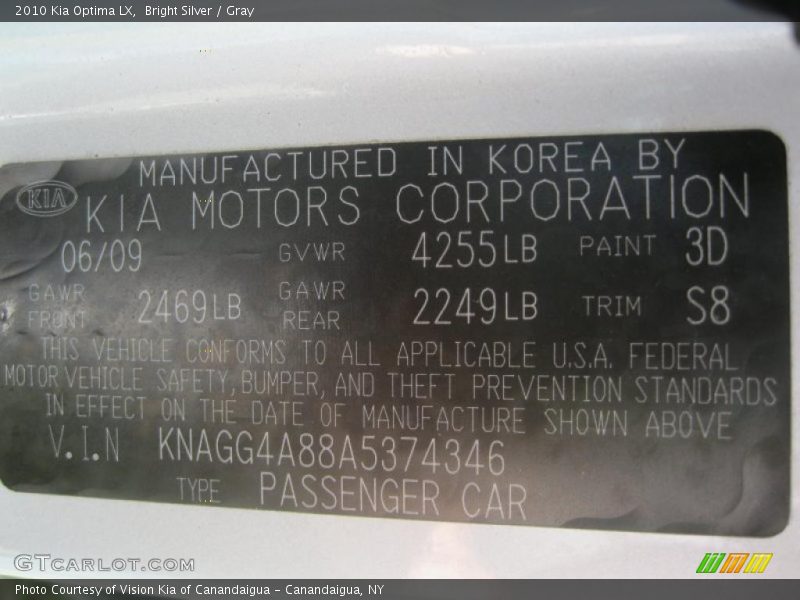 2010 Kia Optima LX,  Bright Silver / Gray
MANUFACTURED IN KOREA BY
KIA KIA MOTORS CORPORATION
06/09 GVWR 4255LB PAINT 3D
GAWR FRONT 2469LB GAWR REAR 2249LB TRIM S8
THIS VEHICLE CONFORMS TO ALL APPLICABLE U.S.A. FEDERAL
MOTOR VEHICLE SAFETY, BUMPER, AND THEFT PREVENTION STANDARDS
IN EFFECT ON THE DATE OF MANUFACTURE SHOWN ABOVE
V.I.N KNAGG4A88A5374346
TYPE PASSENGER CAR
GTCARLOT.COM
Photo Courtesy of Vision Kia of Canandaigua - Canandaigua, NY